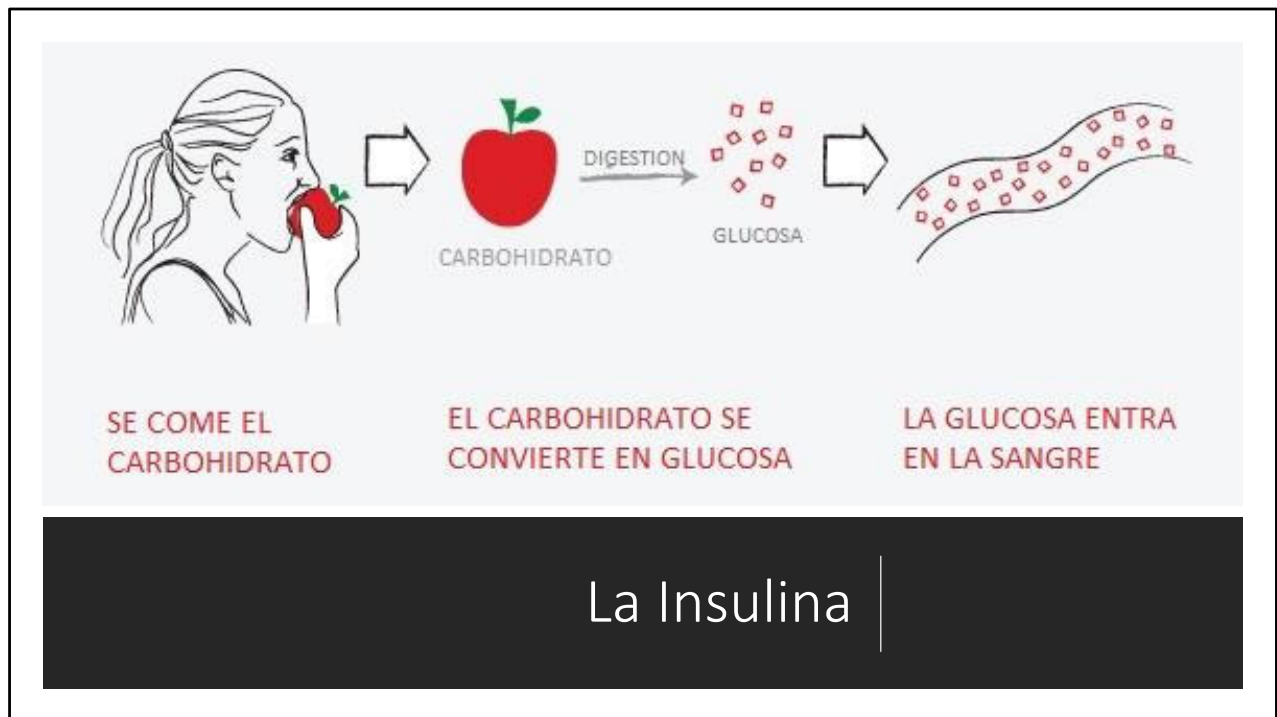 DIGESTION
CARBOHIDRATO
GLUCOSA
SE COME EL
CARBOHIDRATO
EL CARBOHIDRATO SE
CONVIERTE EN GLUCOSA
LA GLUCOSA ENTRA
EN LA SANGRE
La Insulina